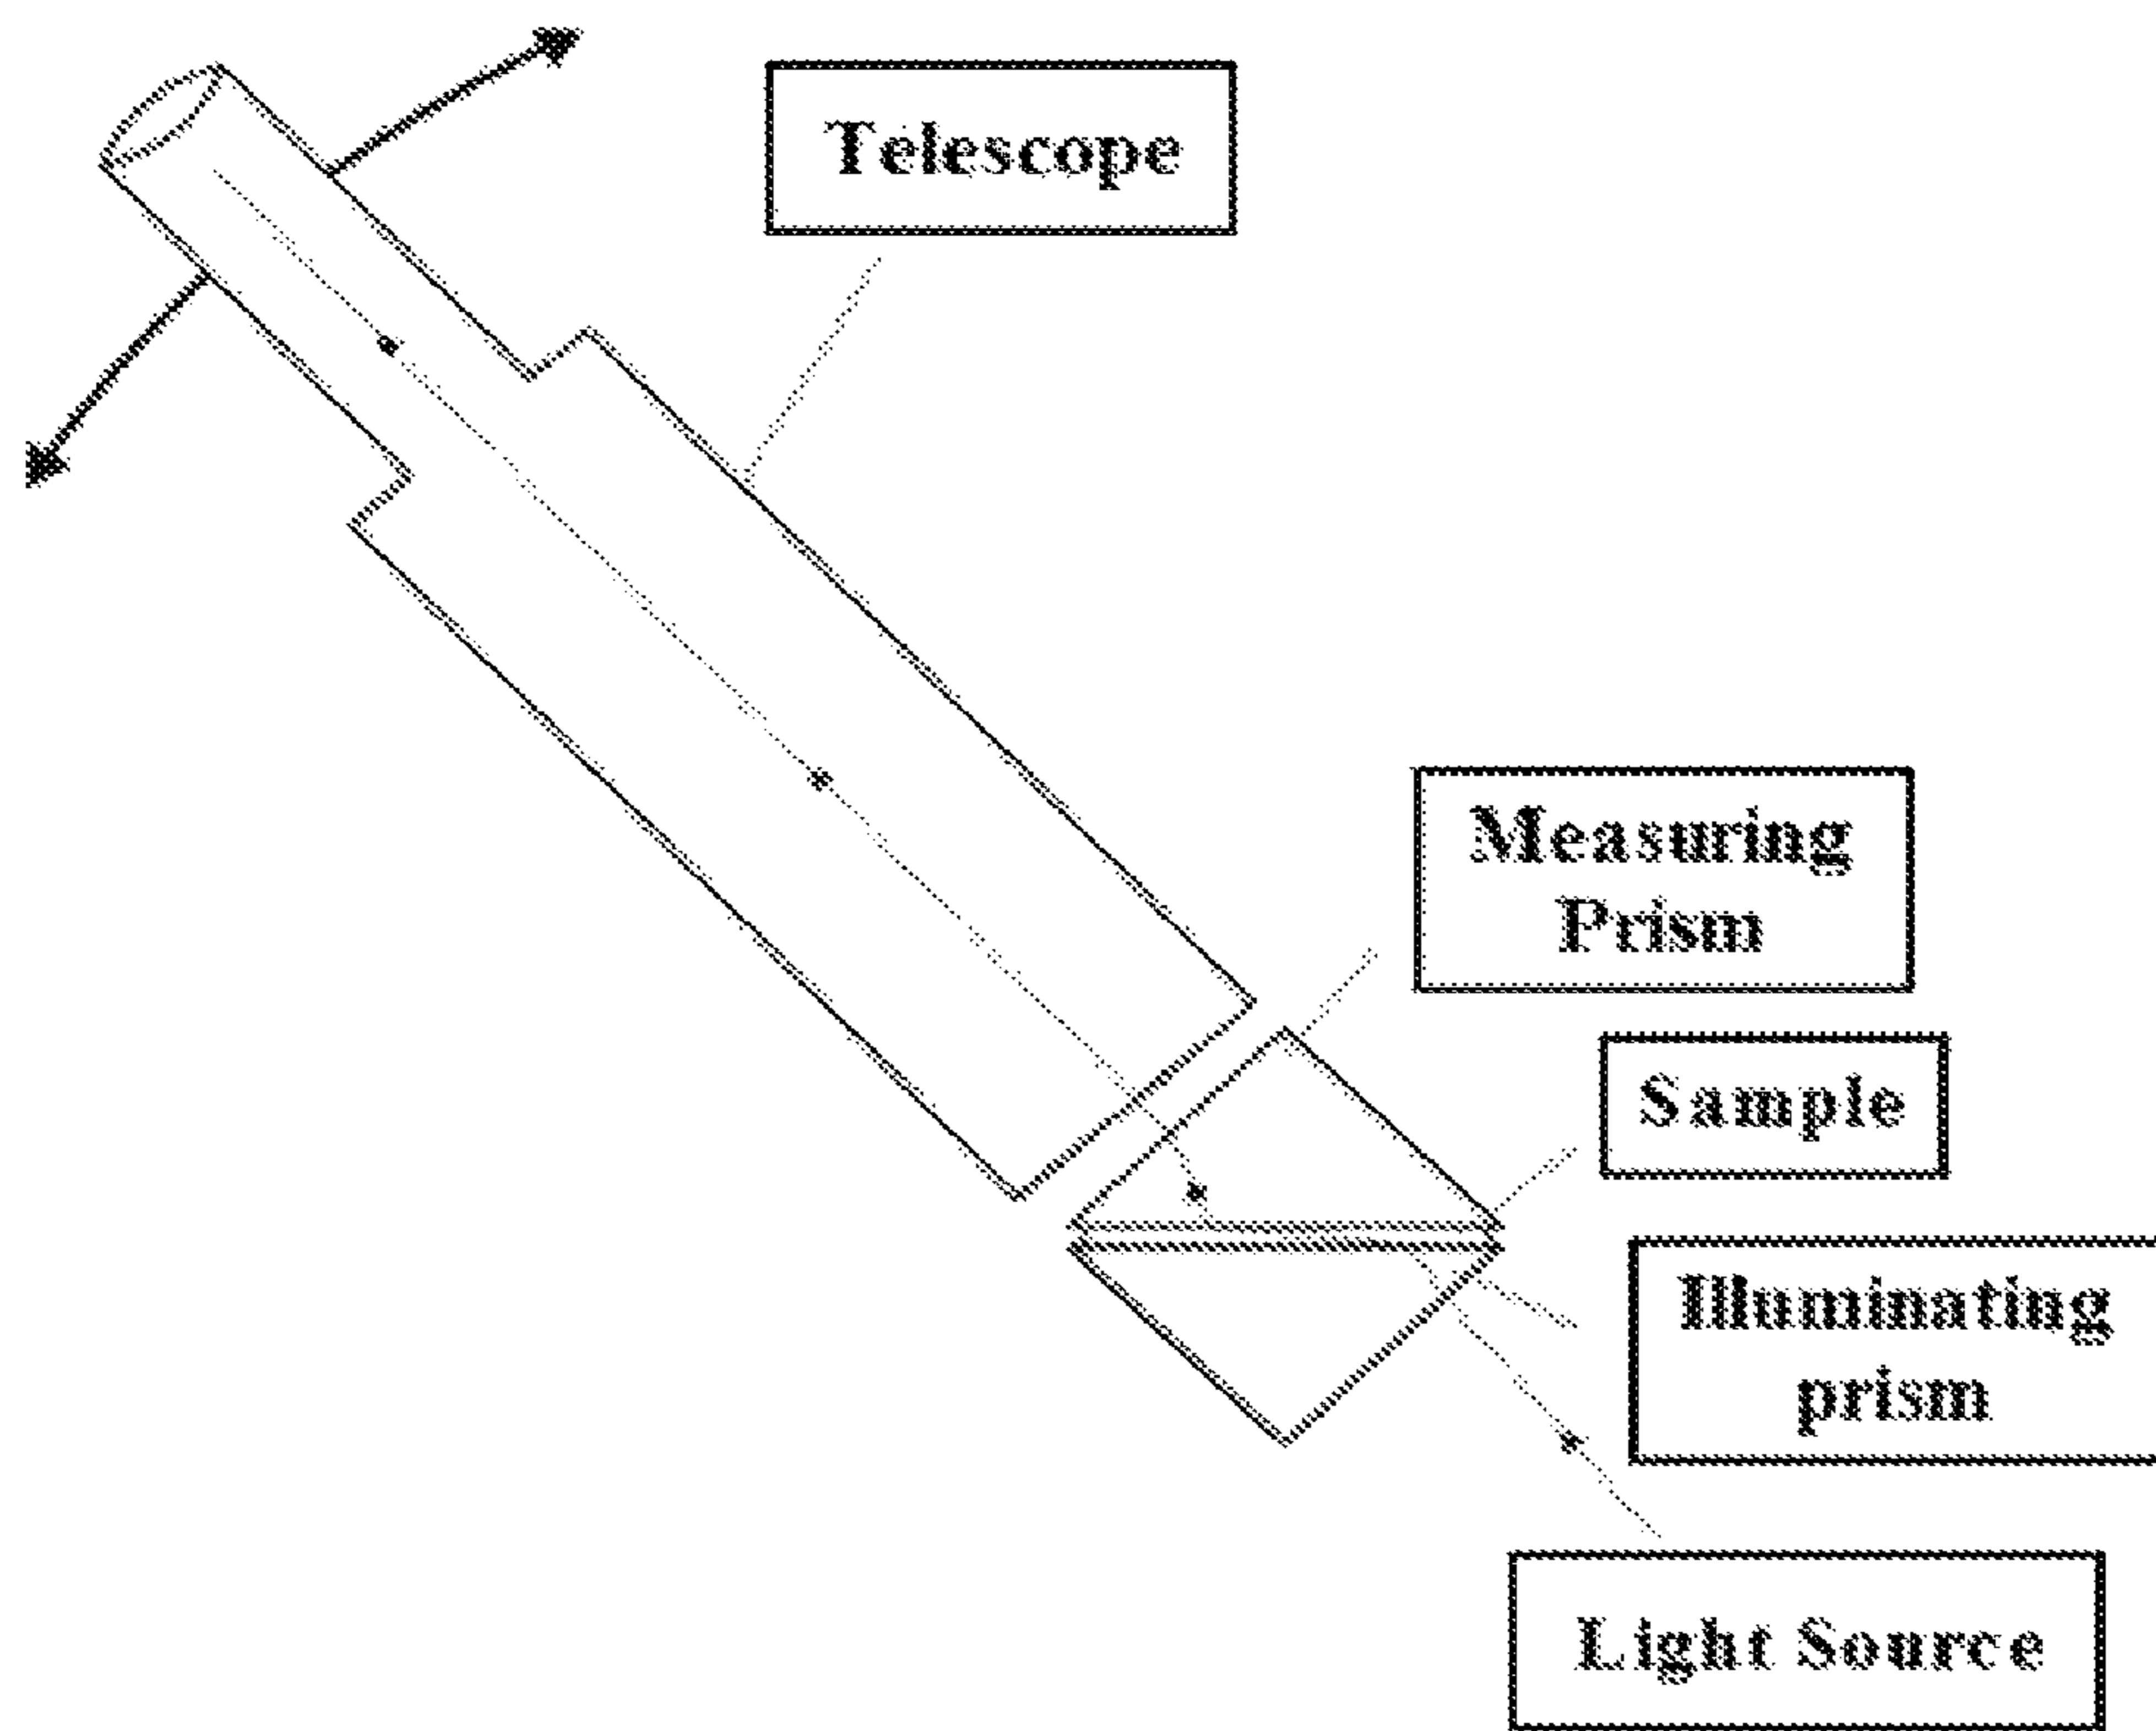 Telescope
Measuring
Prism
Sample
Illuminating
prism
Light Source